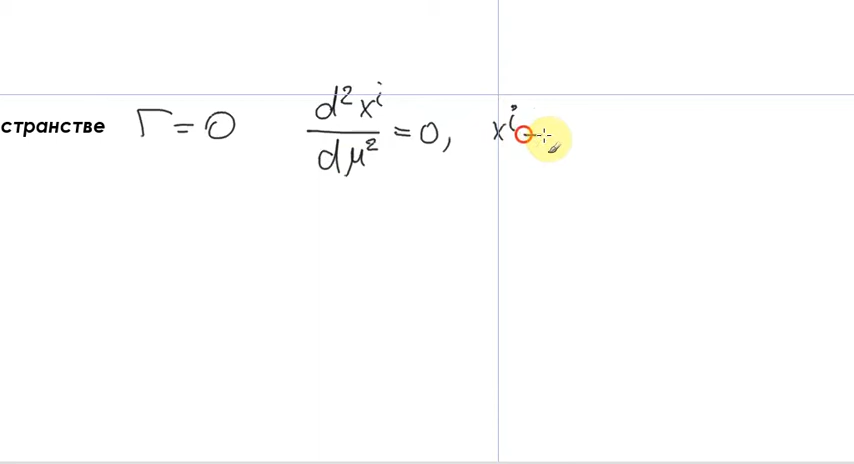 странстве Γ = 0 d²xⁱ/dμ² = 0, xⁱ